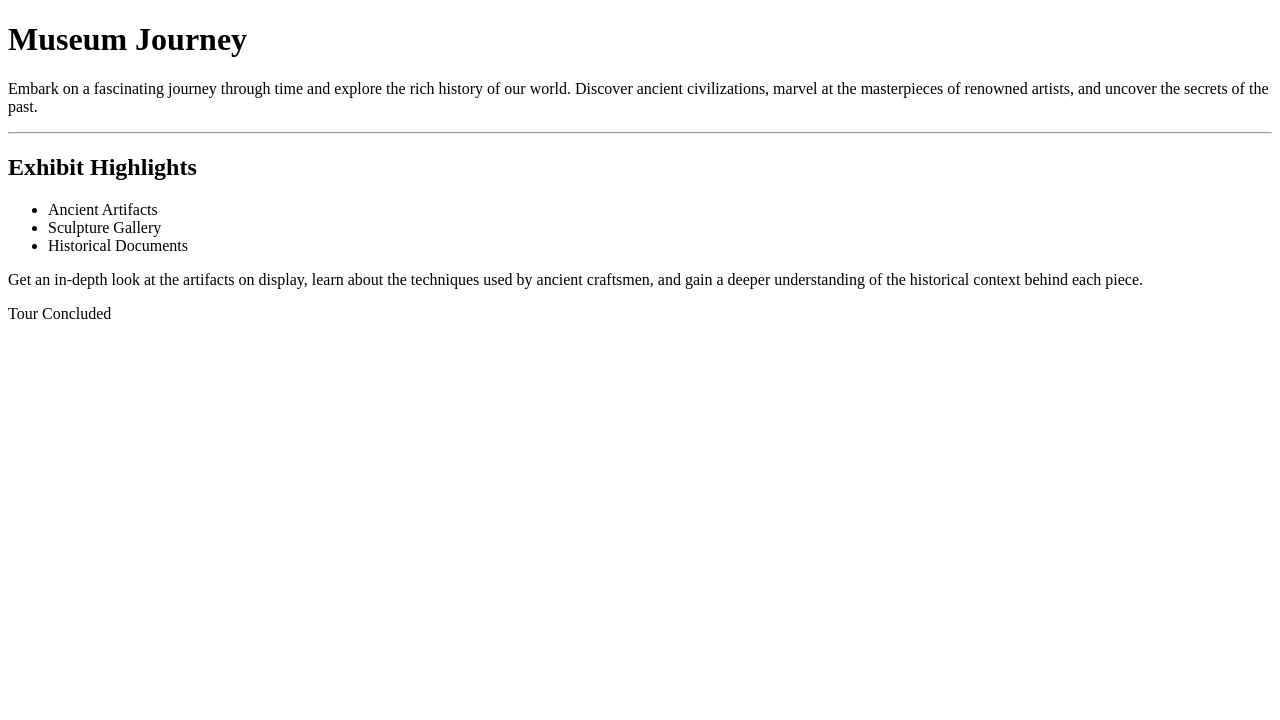 Museum Journey
Embark on a fascinating journey through time and explore the rich history of our world. Discover ancient civilizations, marvel at the masterpieces of renowned artists, and uncover the secrets of the
past.
Exhibit Highlights
Ancient Artifacts
Sculpture Gallery
Historical Documents
Get an in-depth look at the artifacts on display, learn about the techniques used by ancient craftsmen, and gain a deeper understanding of the historical context behind each piece.
Tour Concluded